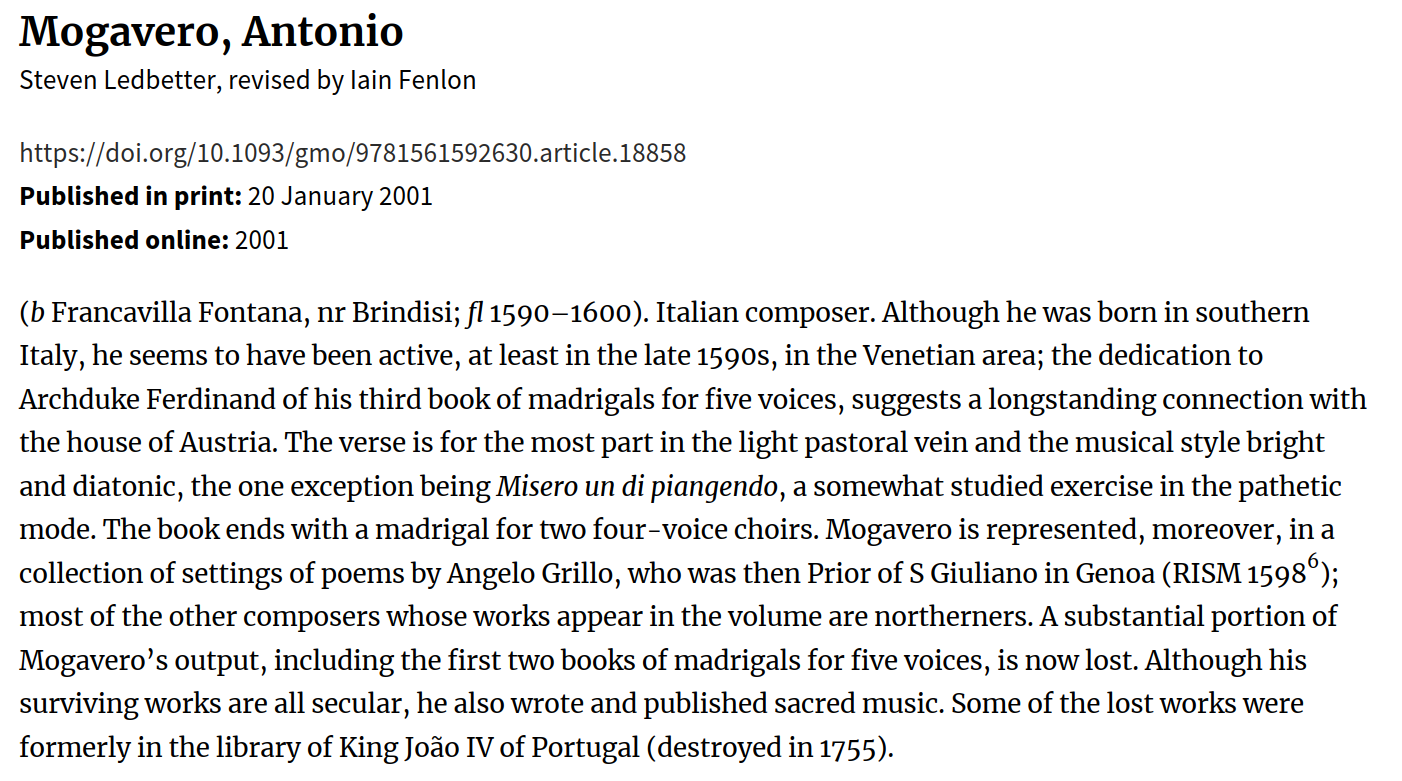 Mogavero, Antonio
Steven Ledbetter, revised by Iain Fenlon
https://doi.org/10.1093/gmo/9781561592630.article.18858
Published in print: 20 January 2001
Published online: 2001
(b Francavilla Fontana, nr Brindisi; fl 1590–1600). Italian composer. Although he was born in southern
Italy, he seems to have been active, at least in the late 1590s, in the Venetian area; the dedication to
Archduke Ferdinand of his third book of madrigals for five voices, suggests a longstanding connection with
the house of Austria. The verse is for the most part in the light pastoral vein and the musical style bright
and diatonic, the one exception being Misero un di piangendo, a somewhat studied exercise in the pathetic
mode. The book ends with a madrigal for two four-voice choirs. Mogavero is represented, moreover, in a
collection of settings of poems by Angelo Grillo, who was then Prior of S Giuliano in Genoa (RISM 1598⁶);
most of the other composers whose works appear in the volume are northerners. A substantial portion of
Mogavero’s output, including the first two books of madrigals for five voices, is now lost. Although his
surviving works are all secular, he also wrote and published sacred music. Some of the lost works were
formerly in the library of King João IV of Portugal (destroyed in 1755).